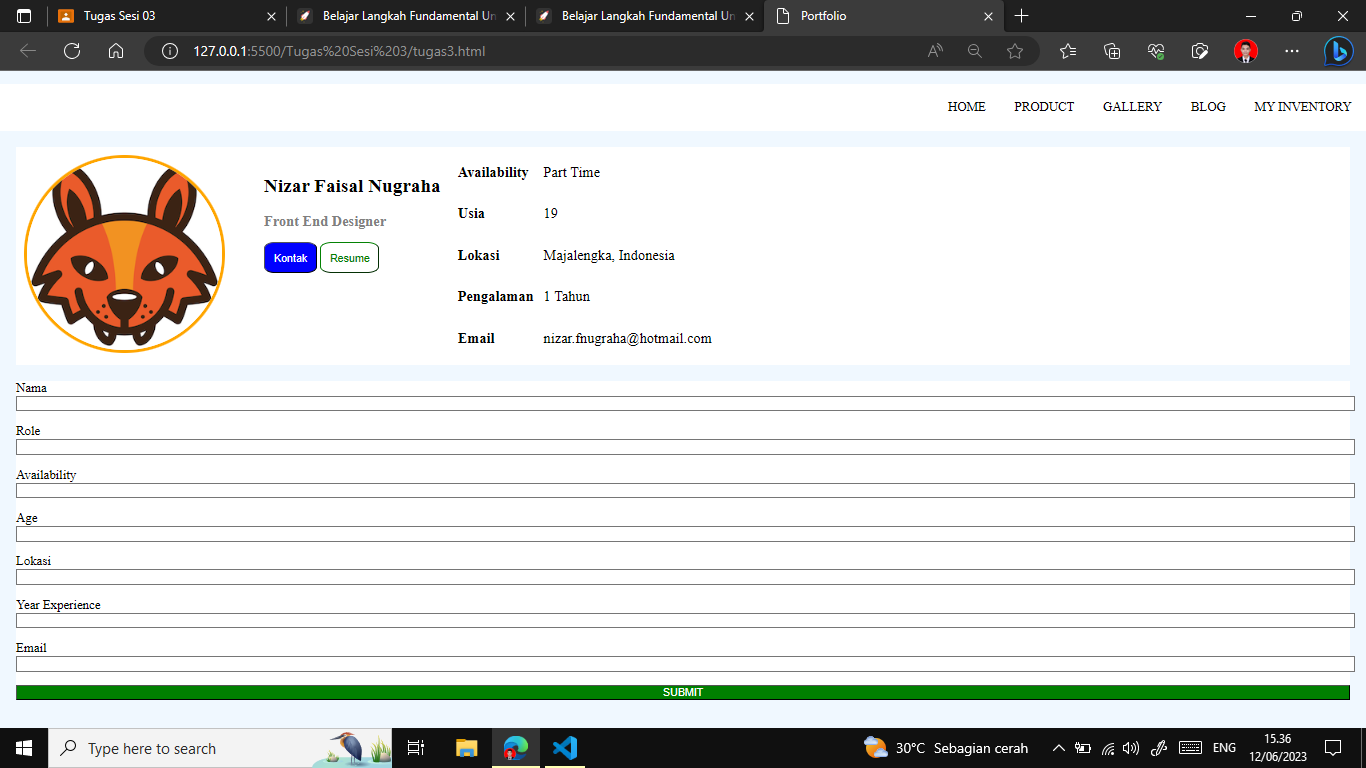 Tugas Sesi 03
Belajar Langkah Fundamental Un
Belajar Langkah Fundamental Un
Portfolio
127.0.0.1:5500/Tugas%20Sesi%203/tugas3.html
HOME PRODUCT GALLERY BLOG MY INVENTORY
Nizar Faisal Nugraha
Front End Designer
Kontak Resume
Availability Part Time
Usia 19
Lokasi Majalengka, Indonesia
Pengalaman 1 Tahun
Email nizar.fnugraha@hotmail.com
Nama
Role
Availability
Age
Lokasi
Year Experience
Email
SUBMIT
Type here to search
30°C Sebagian cerah
ENG
15.36
12/06/2023